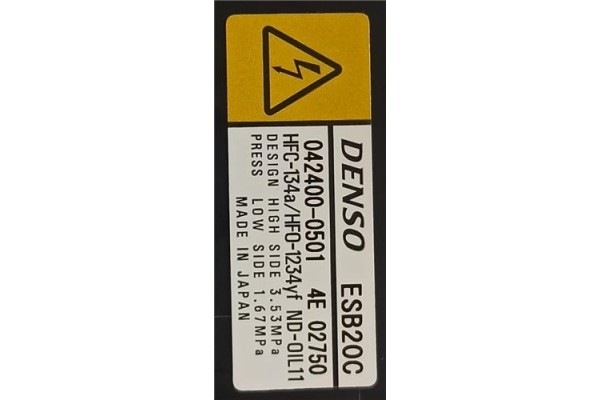 DENSO ESB20C
042400-0501 4E 02750
HFC-134a/HFO-1234yf ND-OIL11
DESIGN HIGH SIDE 3.53MPa
PRESS LOW SIDE 1.67MPa
MADE IN JAPAN